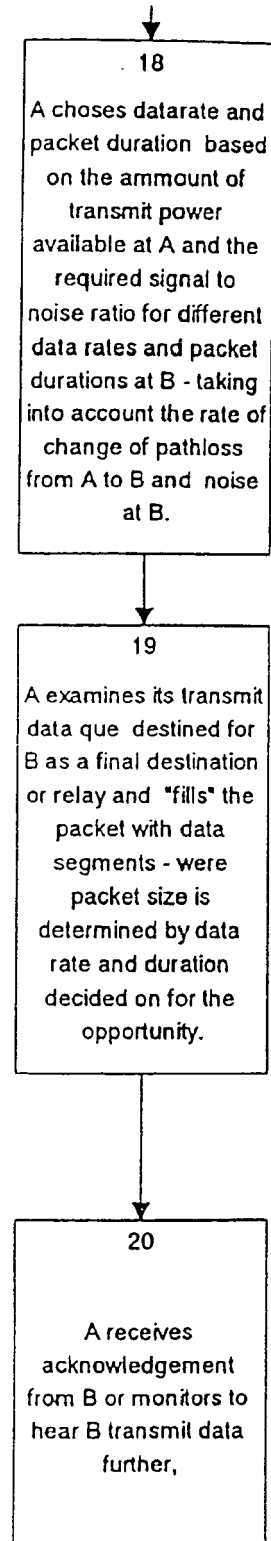 18
A choses datarate and
packet duration based
on the ammount of
transmit power
available at A and the
required signal to
noise ratio for different
data rates and packet
durations at B - taking
into account the rate of
change of pathloss
from A to B and noise
at B.
19
A examines its transmit
data que destined for
B as a final destination
or relay and "fills" the
packet with data
segments - were
packet size is
determined by data
rate and duration
decided on for the
opportunity.
20
A receives
acknowledgement
from B or monitors to
hear B transmit data
further,